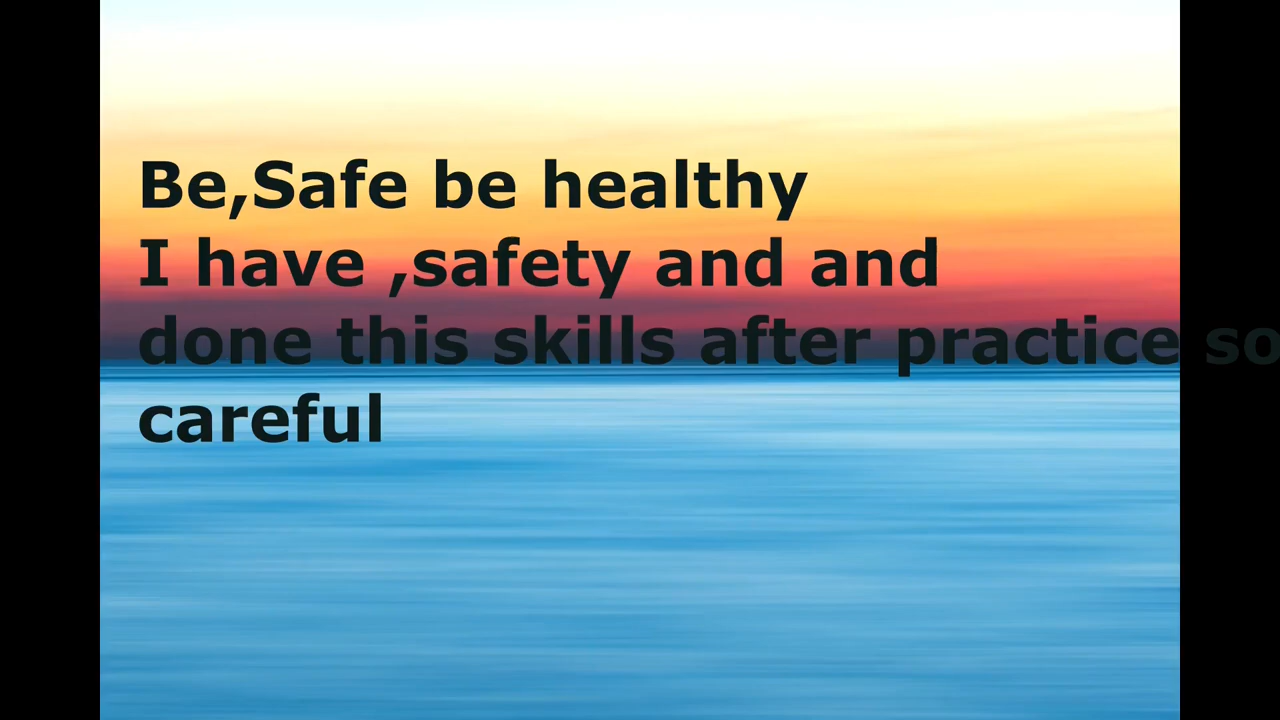 Be,Safe be healthy
I have ,safety and and
done this skills after practice so
careful